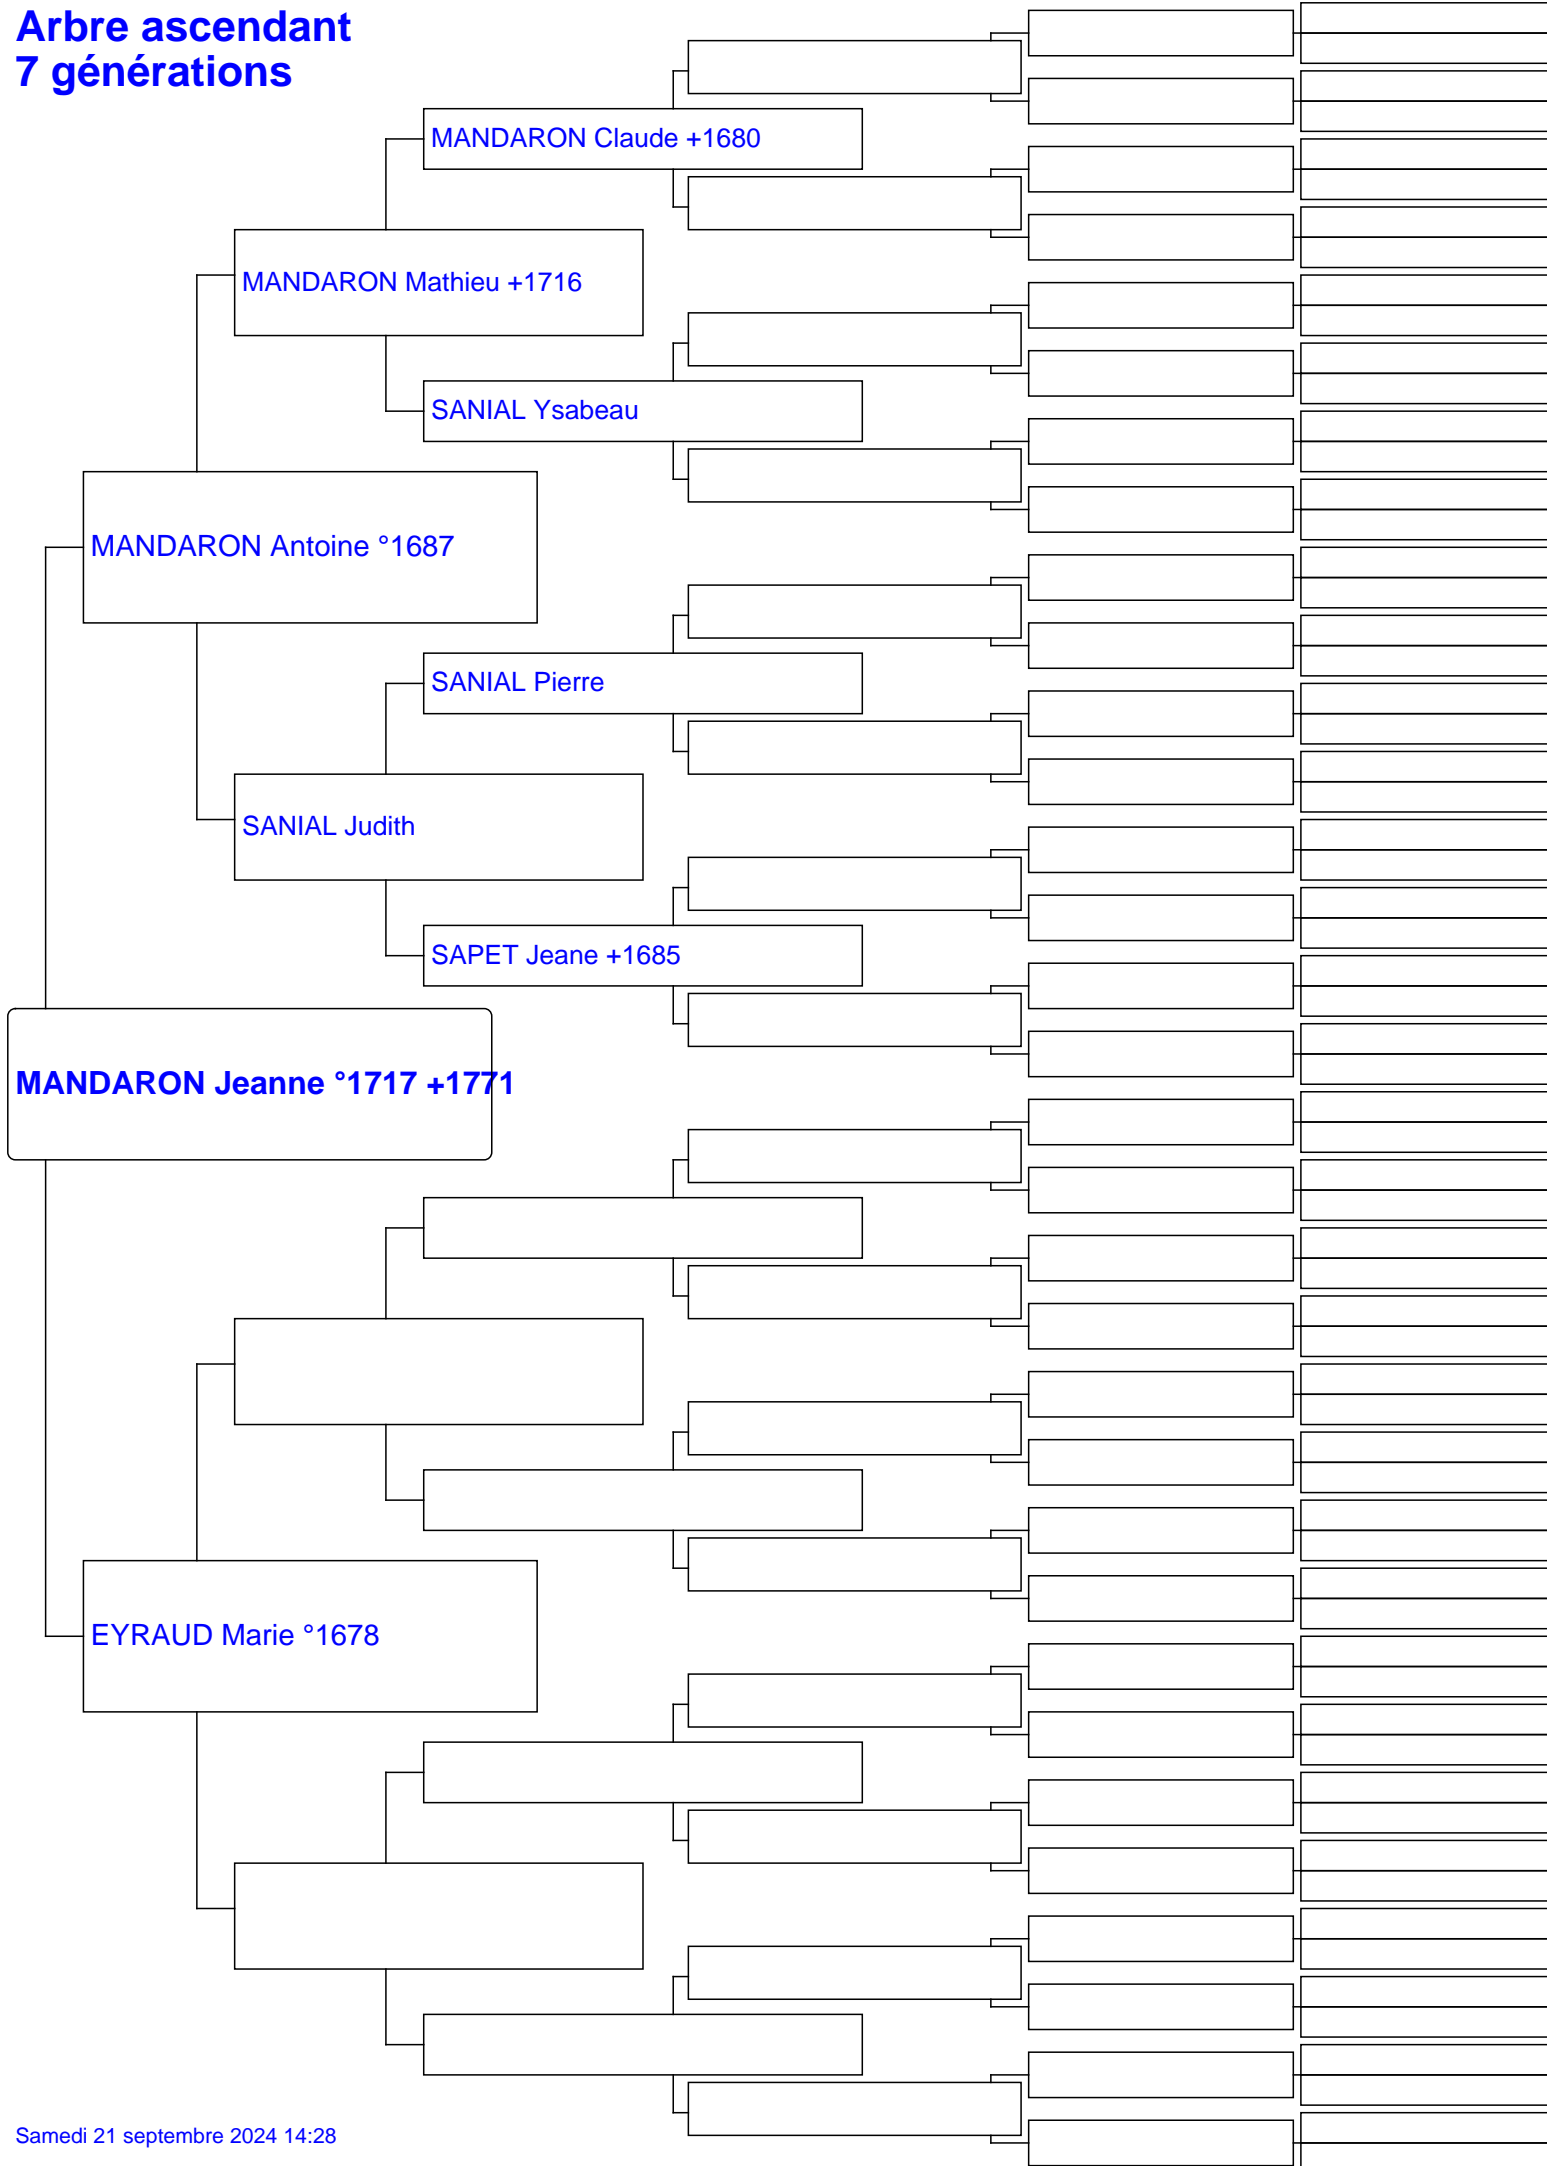 Arbre ascendant
7 générations
MANDARON Claude +1680
MANDARON Mathieu +1716
SANIAL Ysabeau
MANDARON Antoine °1687
SANIAL Pierre
SANIAL Judith
SAPET Jeane +1685
MANDARON Jeanne °1717 +1771
EYRAUD Marie °1678
Samedi 21 septembre 2024 14:28